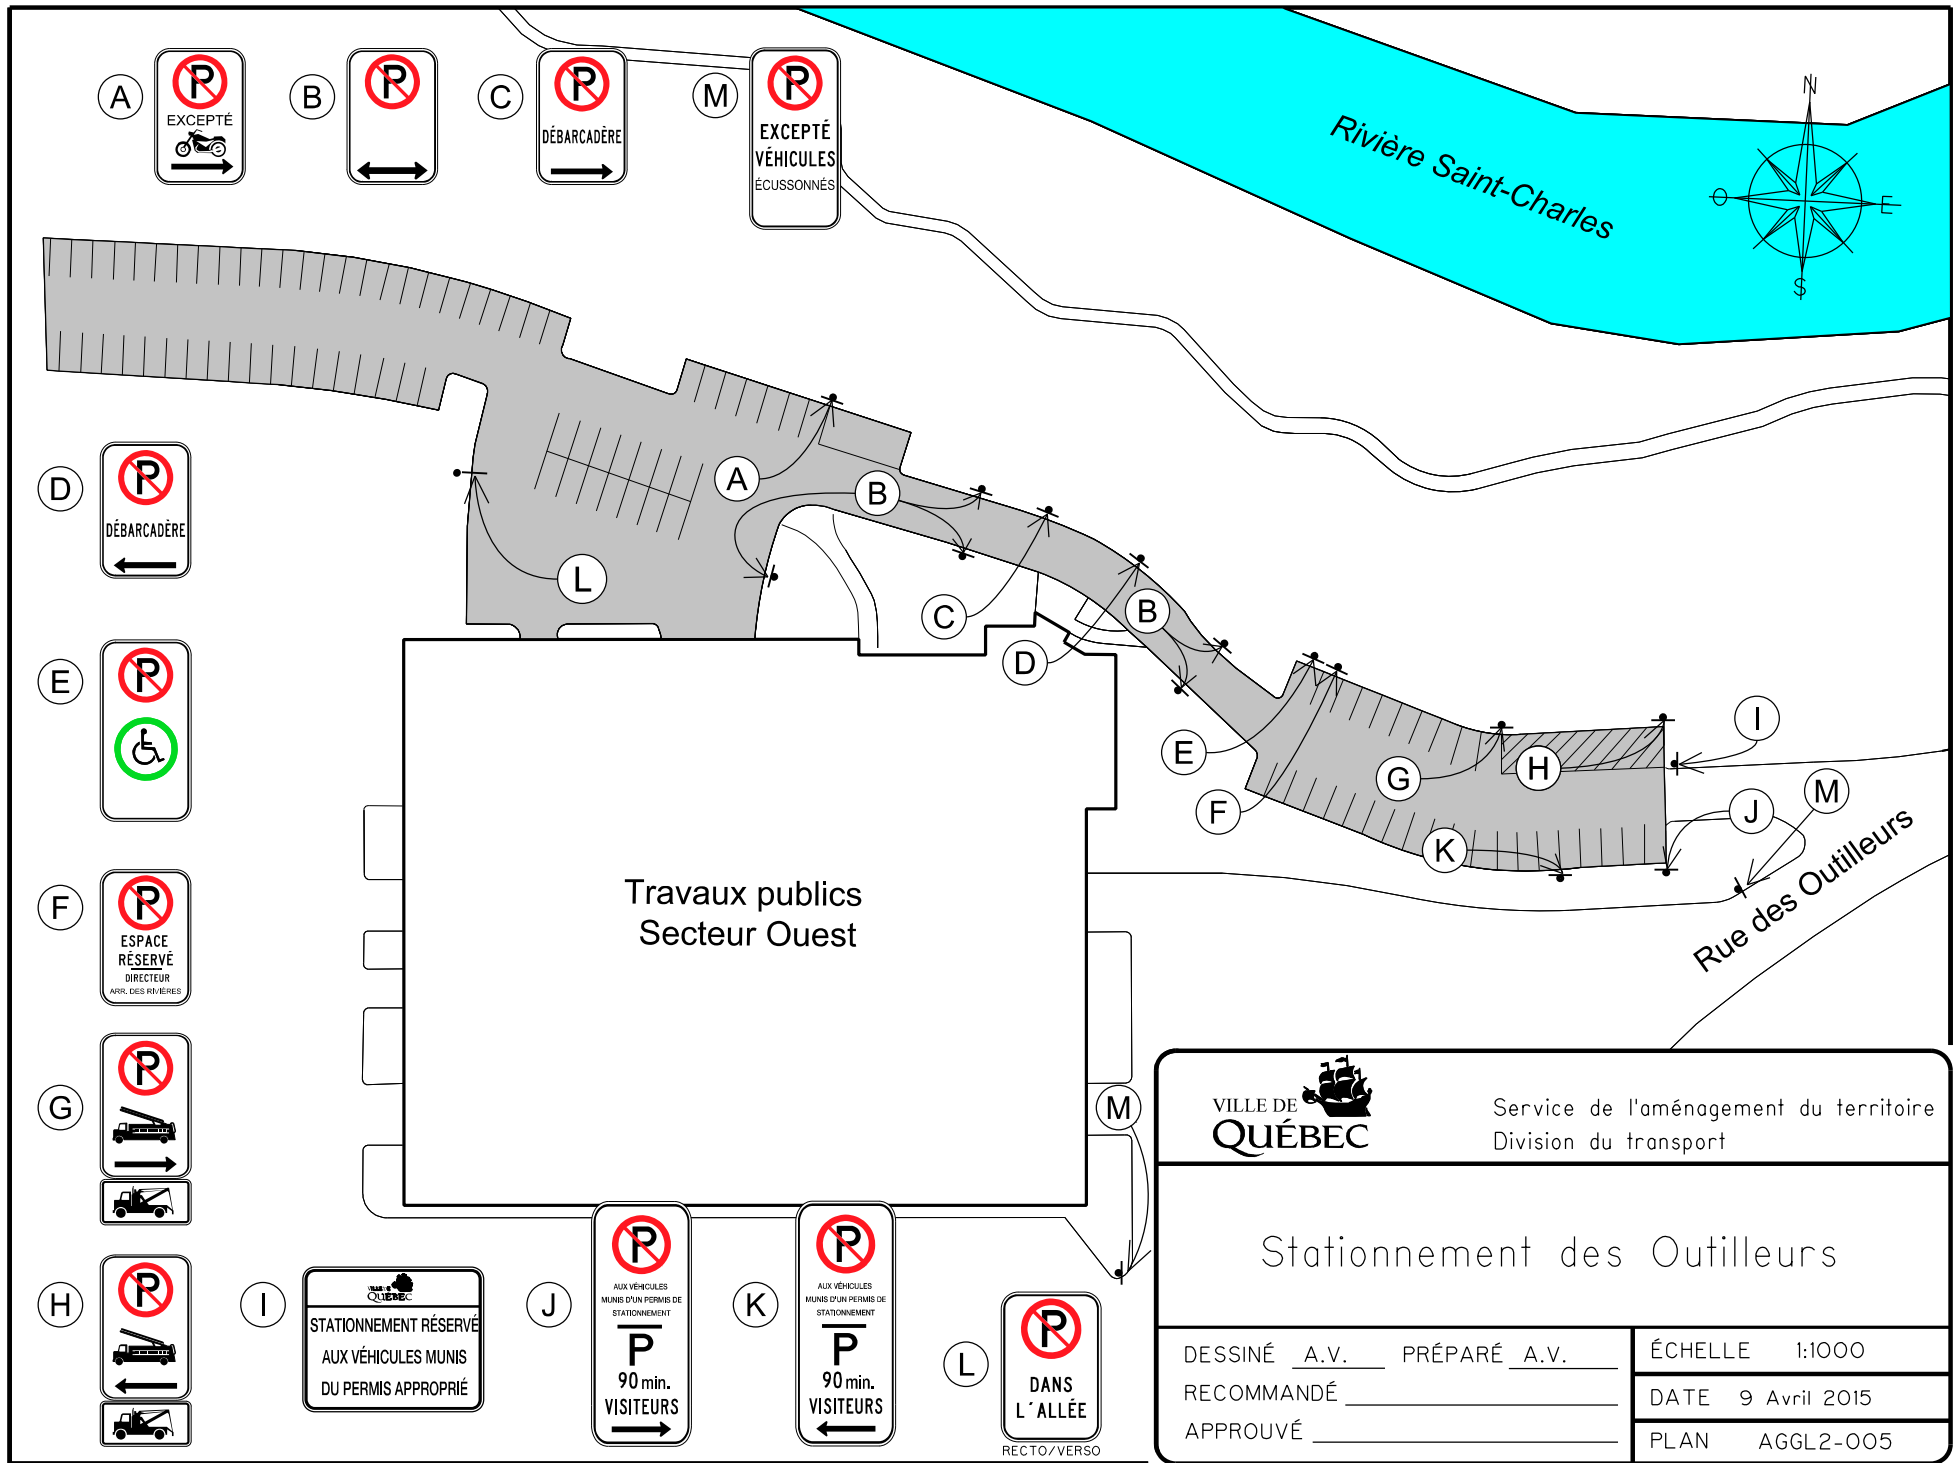 A
P
EXCEPTÉ
B
P
C
P
DÉBARCADÈRE
M
P
EXCEPTÉ
VÉHICULES
ÉCUSSONNÉS
Rivière Saint-Charles
N
O
E
S
D
P
DÉBARCADÈRE
A
B
L
C
B
D
E
P
E
F
G
H
I
J
M
K
Rue des Outilleurs
F
P
ESPACE
RÉSERVÉ
DIRECTEUR
ARR. DES RIVIÈRES
Travaux publics
Secteur Ouest
G
P
M
H
P
I
VILLE DE
QUÉBEC
STATIONNEMENT RÉSERVÉ
AUX VÉHICULES MUNIS
DU PERMIS APPROPRIÉ
J
P
AUX VÉHICULES
MUNIS D'UN PERMIS DE
STATIONNEMENT
P
90 min.
VISITEURS
K
P
AUX VÉHICULES
MUNIS D'UN PERMIS DE
STATIONNEMENT
P
90 min.
VISITEURS
L
P
DANS
L'ALLÉE
RECTO/VERSO
VILLE DE
QUÉBEC
Service de l'aménagement du territoire
Division du transport
Stationnement des Outilleurs
DESSINÉ A.V. PRÉPARÉ A.V.
RECOMMANDÉ
APPROUVÉ
ÉCHELLE 1:1000
DATE 9 Avril 2015
PLAN AGGL2-005